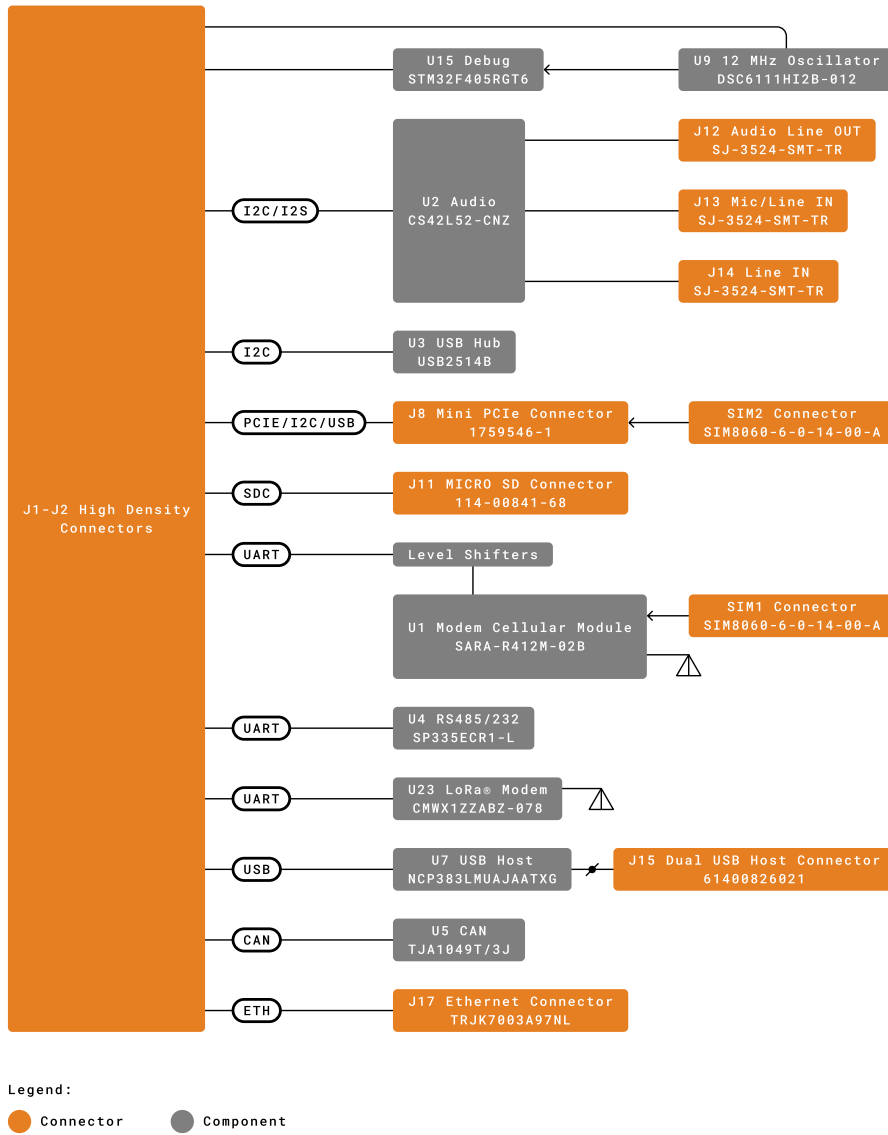 J1-J2 High Density
Connectors
U15 Debug
STM32F405RGT6
U9 12 MHz Oscillator
DSC6111HI2B-012
I2C/I2S
U2 Audio
CS42L52-CNZ
J12 Audio Line OUT
SJ-3524-SMT-TR
J13 Mic/Line IN
SJ-3524-SMT-TR
J14 Line IN
SJ-3524-SMT-TR
I2C
U3 USB Hub
USB2514B
PCIE/I2C/USB
J8 Mini PCIe Connector
1759546-1
SIM2 Connector
SIM8060-6-0-14-00-A
SDC
J11 MICRO SD Connector
114-00841-68
UART
Level Shifters
U1 Modem Cellular Module
SARA-R412M-02B
SIM1 Connector
SIM8060-6-0-14-00-A
UART
U4 RS485/232
SP335ECR1-L
UART
U23 LoRa® Modem
CMWX1ZZABZ-078
USB
U7 USB Host
NCP383LMUAJAATXG
J15 Dual USB Host Connector
61400826021
CAN
U5 CAN
TJA1049T/3J
ETH
J17 Ethernet Connector
TRJK7003A97NL
Legend:
Connector
Component